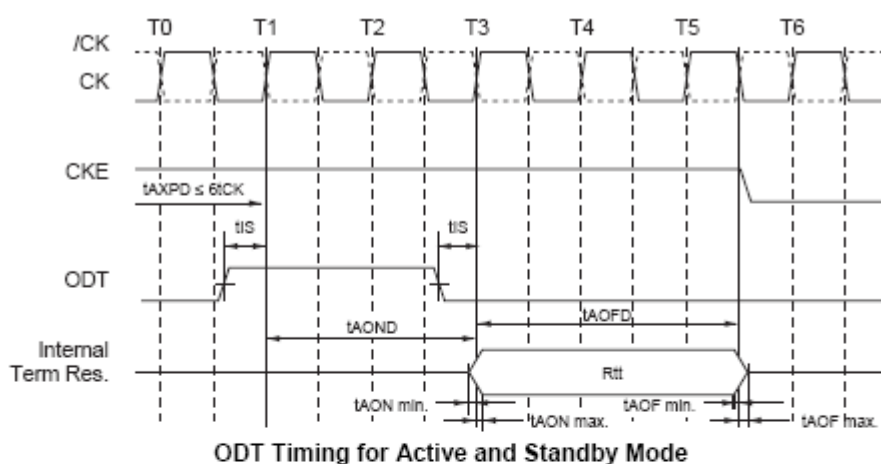 T0 T1 T2 T3 T4 T5 T6
/CK
CK
CKE
tAXPD ≤ 6tCK
tIS tIS
ODT
tAOND tAOFD
Internal
Term Res.
Rtt
tAON min. tAOF min.
tAON max. tAOF max.
ODT Timing for Active and Standby Mode